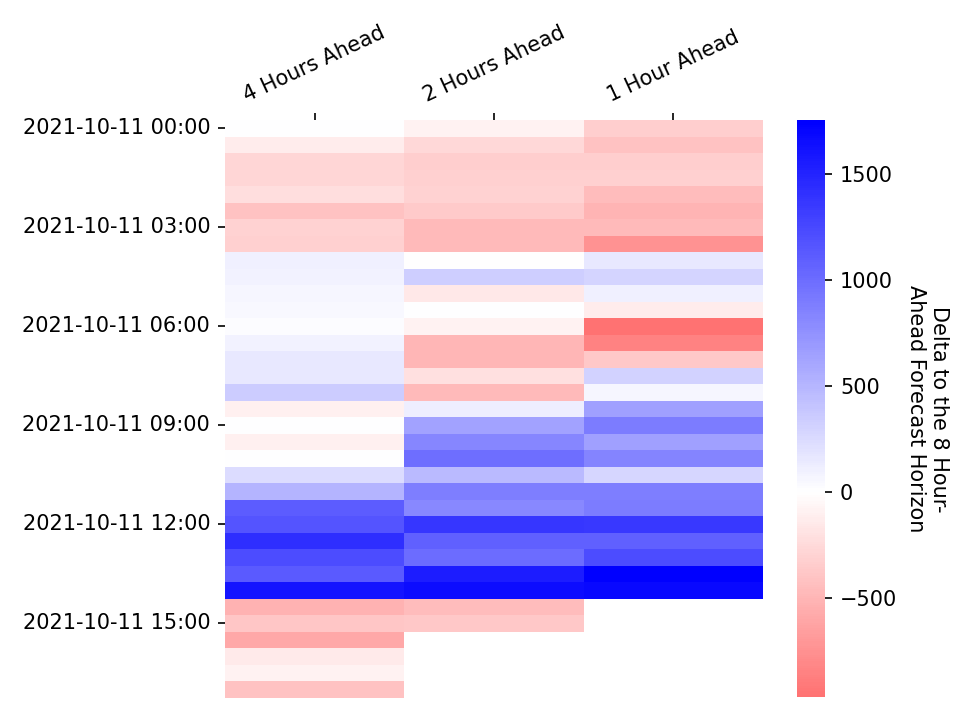 4 Hours Ahead
2 Hours Ahead
1 Hour Ahead
2021-10-11 00:00
2021-10-11 03:00
2021-10-11 06:00
2021-10-11 09:00
2021-10-11 12:00
2021-10-11 15:00
1500
1000
500
0
−500
Delta to the 8 Hour-
Ahead Forecast Horizon